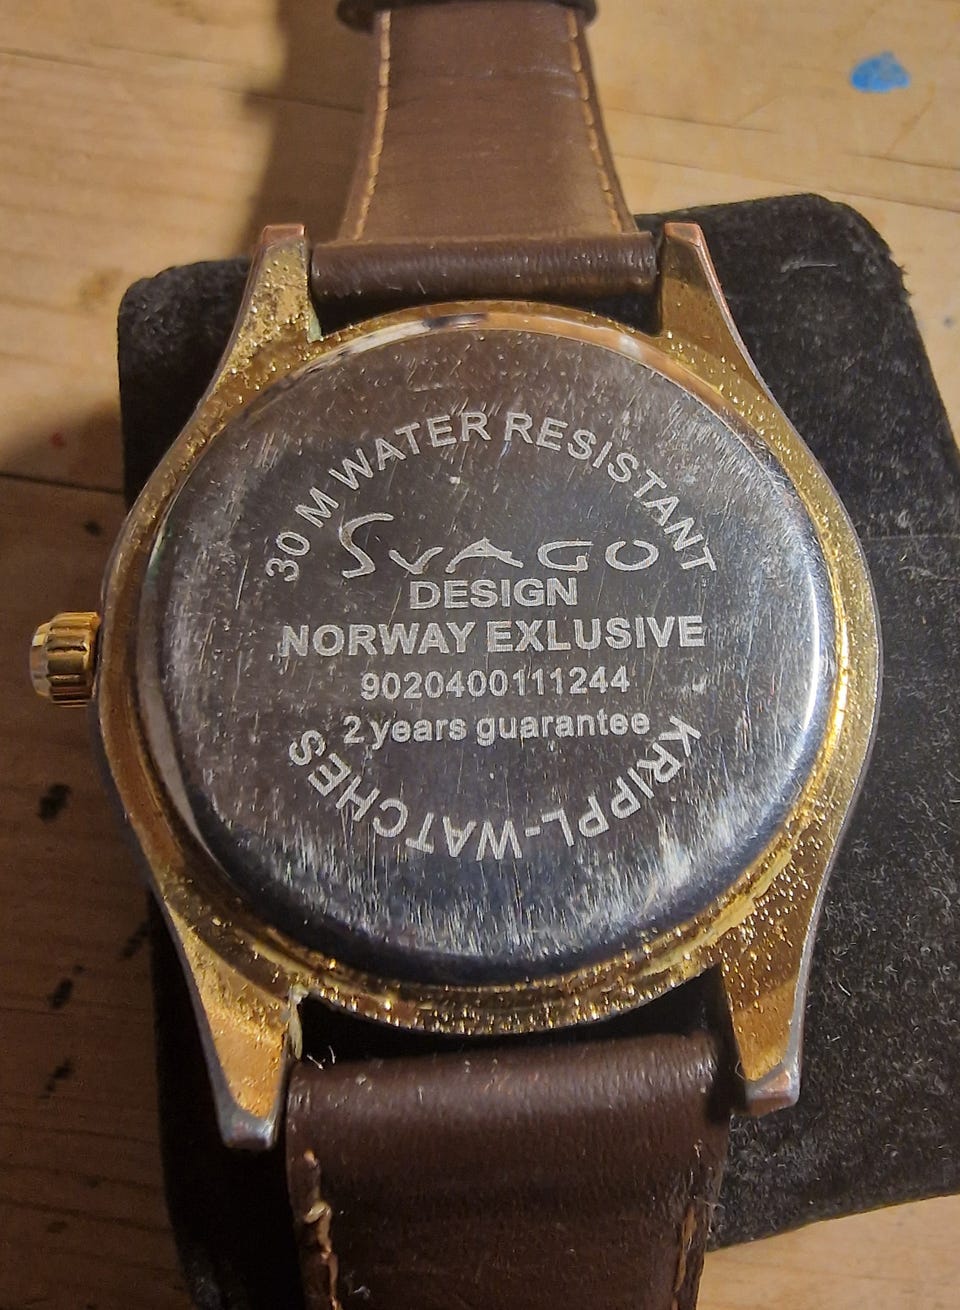 30 M WATER RESISTANT
SVAGO
DESIGN
NORWAY EXLUSIVE
9020400111244
2 years guarantee
KRIPPL-WATCHES